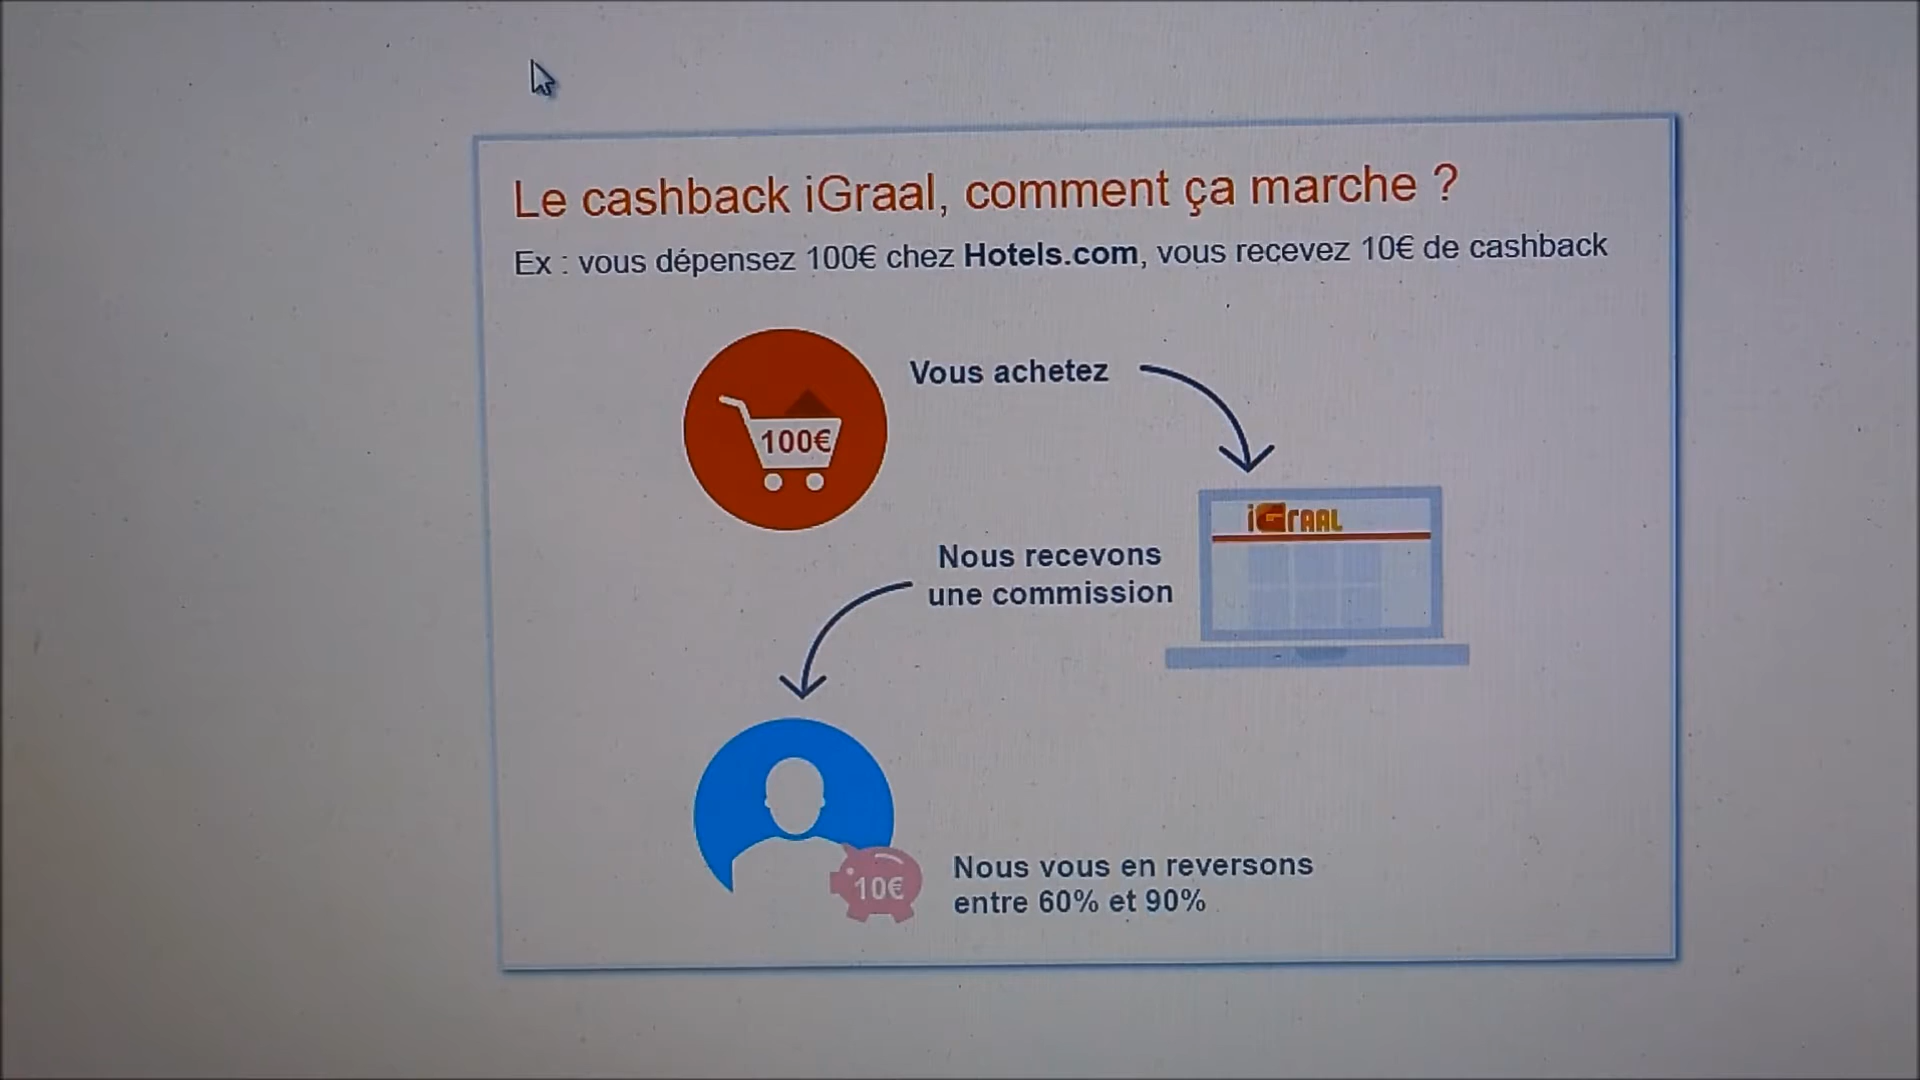 Le cashback iGraal, comment ça marche ?
Ex : vous dépensez 100€ chez Hotels.com, vous recevez 10€ de cashback
Vous achetez
100€
iGraal
Nous recevons
une commission
10€
Nous vous en reversons
entre 60% et 90%